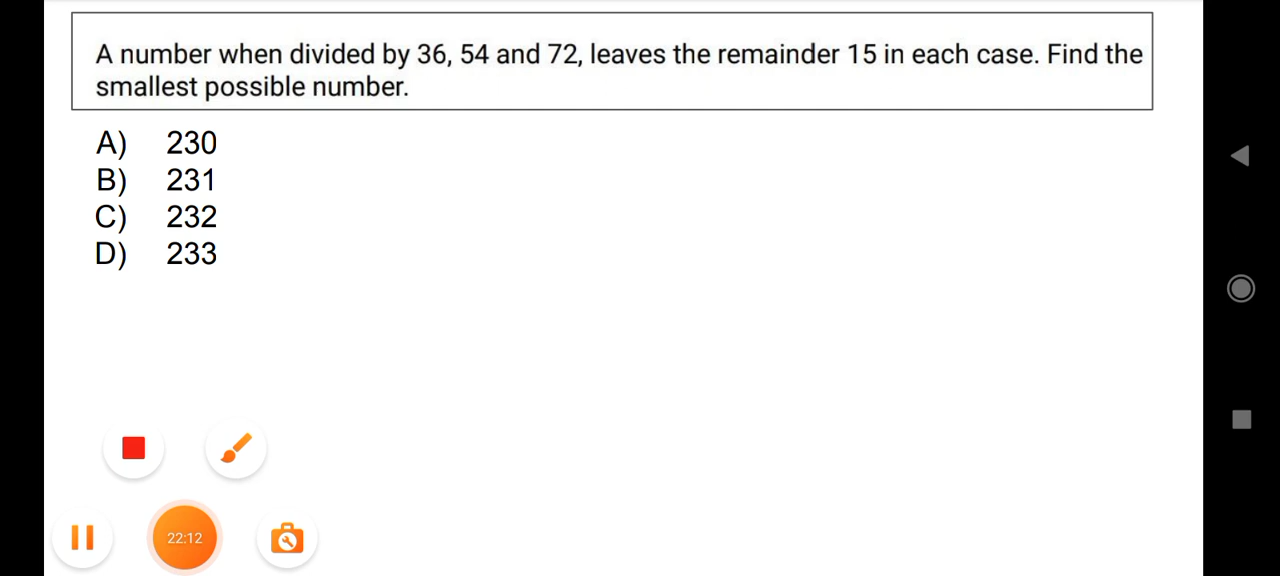 A number when divided by 36, 54 and 72, leaves the remainder 15 in each case. Find the
smallest possible number.
A) 230
B) 231
C) 232
D) 233
22:12